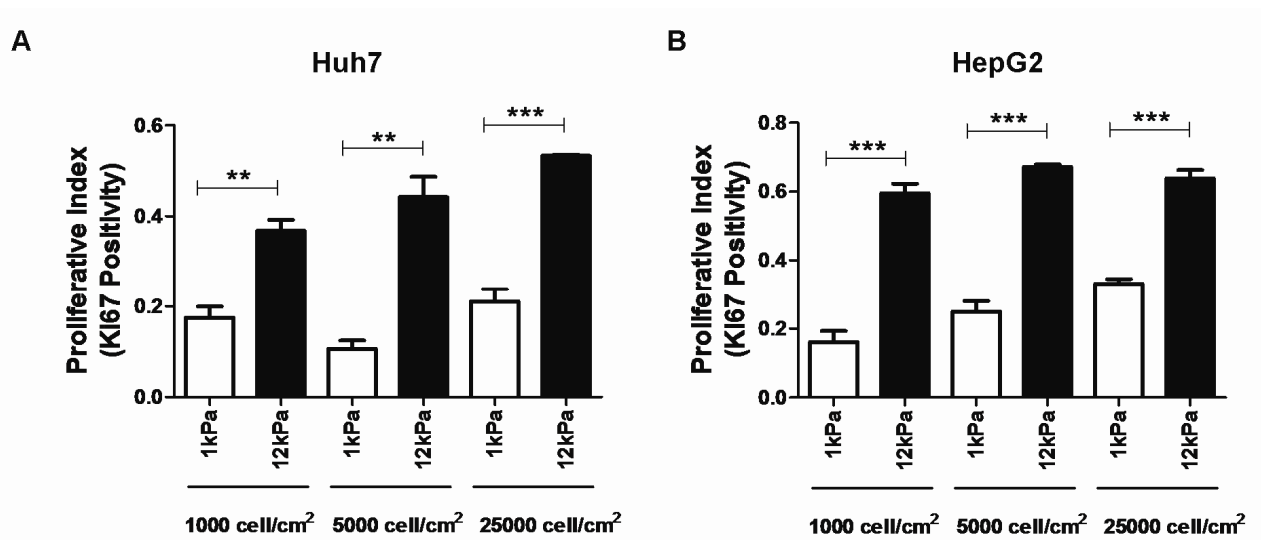 A
Huh7
Proliferative Index
(KI67 Positivity)
0.6
0.4
0.2
0.0
**
**
***
1kPa
12kPa
1kPa
12kPa
1kPa
12kPa
1000 cell/cm²
5000 cell/cm²
25000 cell/cm²
B
HepG2
Proliferative Index
(KI67 Positivity)
0.8
0.6
0.4
0.2
0.0
***
***
***
1kPa
12kPa
1kPa
12kPa
1kPa
12kPa
1000 cell/cm²
5000 cell/cm²
25000 cell/cm²